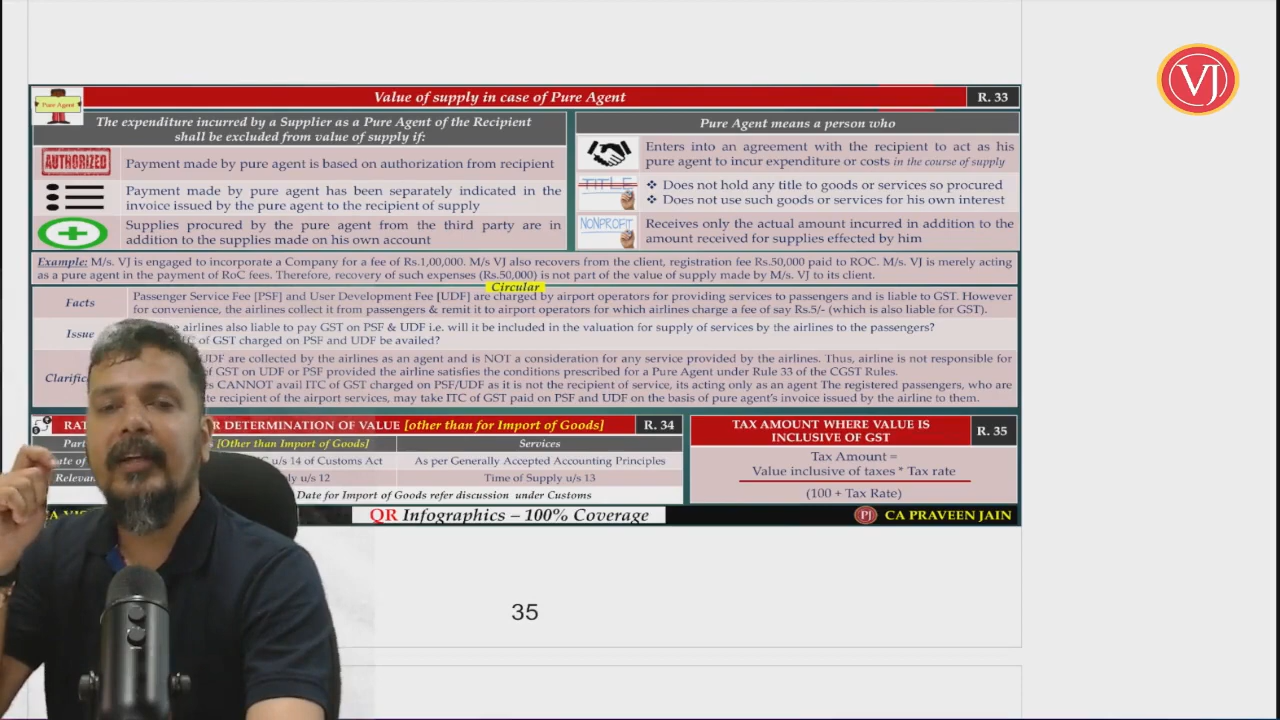 VJ
Value of supply in case of Pure Agent
R. 33
Pure Agent
The expenditure incurred by a Supplier as a Pure Agent of the Recipient
shall be excluded from value of supply if:
AUTHORIZED
Payment made by pure agent is based on authorization from recipient
Payment made by pure agent has been separately indicated in the
invoice issued by the pure agent to the recipient of supply
Supplies procured by the pure agent from the third party are in
addition to the supplies made on his own account
Pure Agent means a person who
Enters into an agreement with the recipient to act as his
pure agent to incur expenditure or costs in the course of supply
TITLE
❖ Does not hold any title to goods or services so procured
❖ Does not use such goods or services for his own interest
NONPROFIT
Receives only the actual amount incurred in addition to the
amount received for supplies effected by him
Example: M/s. VJ is engaged to incorporate a Company for a fee of Rs.1,00,000. M/s VJ also recovers from the client, registration fee Rs.50,000 paid to ROC. M/s. VJ is merely acting
as a pure agent in the payment of RoC fees. Therefore, recovery of such expenses (Rs.50,000) is not part of the value of supply made by M/s. VJ to its client.
Circular
Facts
Passenger Service Fee [PSF] and User Development Fee [UDF] are charged by airport operators for providing services to passengers and is liable to GST. However
for convenience, the airlines collect it from passengers & remit it to airport operators for which airlines charge a fee of say Rs.5/- (which is also liable for GST).
Issue
airlines also liable to pay GST on PSF & UDF i.e. will it be included in the valuation for supply of services by the airlines to the passengers?
of GST charged on PSF and UDF be availed?
UDF are collected by the airlines as an agent and is NOT a consideration for any service provided by the airlines. Thus, airline is not responsible for
of GST on UDF or PSF provided the airline satisfies the conditions prescribed for a Pure Agent under Rule 33 of the CGST Rules.
CANNOT avail ITC of GST charged on PSF/UDF as it is not the recipient of service, its acting only as an agent The registered passengers, who are
recipient of the airport services, may take ITC of GST paid on PSF and UDF on the basis of pure agent's invoice issued by the airline to them.
DETERMINATION OF VALUE [other than for Import of Goods]
R. 34
[Other than Import of Goods]
Services
u/s 14 of Customs Act
As per Generally Accepted Accounting Principles
u/s 12
Time of Supply u/s 13
Date for Import of Goods refer discussion under Customs
TAX AMOUNT WHERE VALUE IS
INCLUSIVE OF GST
R. 35
Tax Amount =
Value inclusive of taxes * Tax rate
(100 + Tax Rate)
QR Infographics – 100% Coverage
PJ
CA PRAVEEN JAIN
35